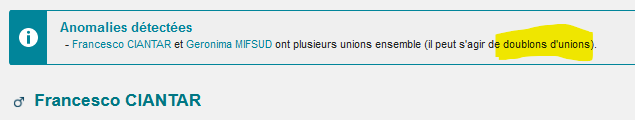 Anomalies détectées
- Francesco CIANTAR et Geronima MIFSUD ont plusieurs unions ensemble (il peut s'agir de doublons d'unions).
♂ Francesco CIANTAR